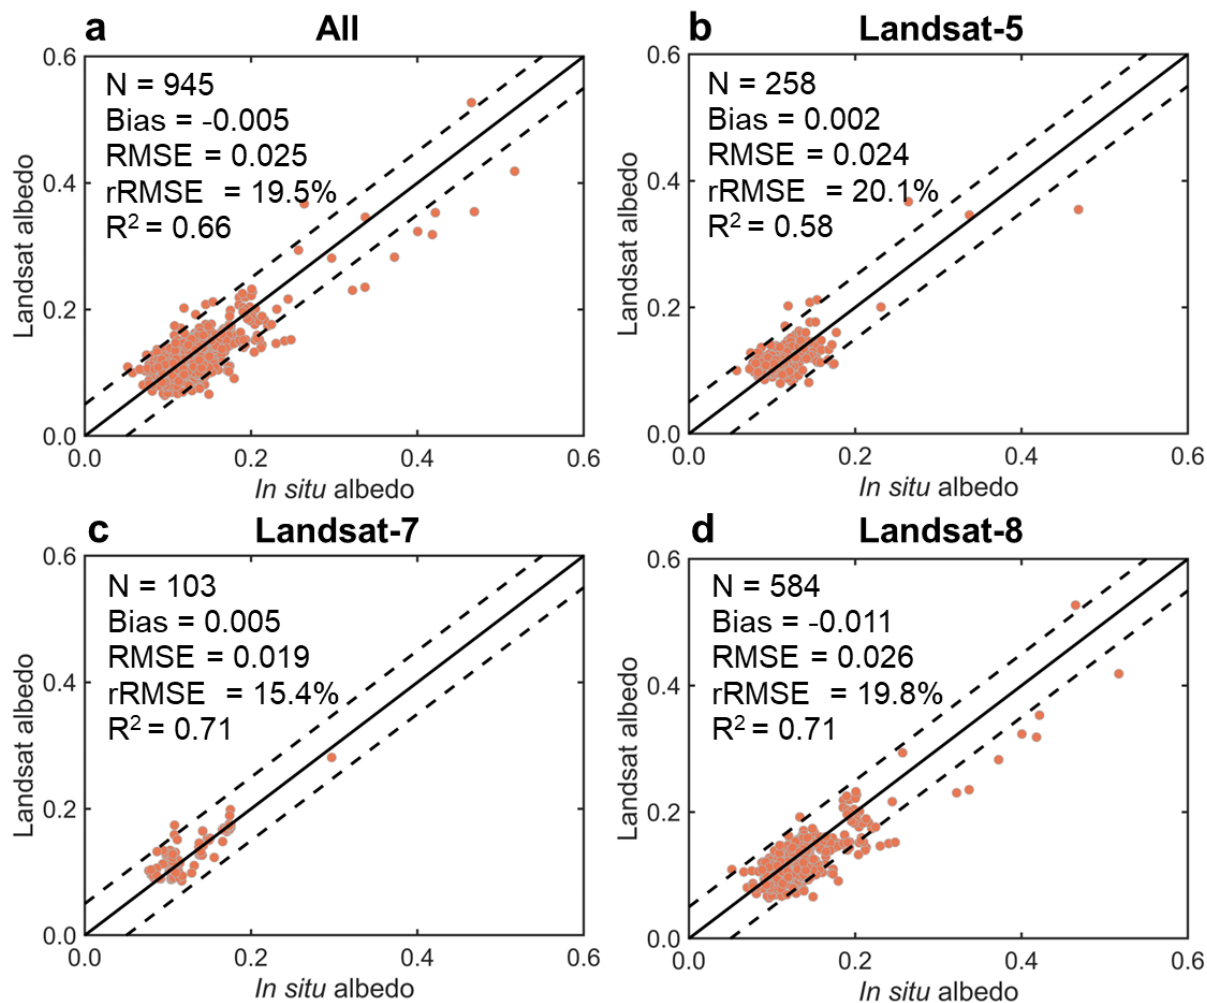 a All
0.6
N = 945
Bias = -0.005
RMSE = 0.025
rRMSE = 19.5%
R² = 0.66
0.4
0.2
0.0
Landsat albedo
0.0 0.2 0.4 0.6
In situ albedo
b Landsat-5
0.6
N = 258
Bias = 0.002
RMSE = 0.024
rRMSE = 20.1%
R² = 0.58
0.4
0.2
0.0
Landsat albedo
0.0 0.2 0.4 0.6
In situ albedo
c Landsat-7
0.6
N = 103
Bias = 0.005
RMSE = 0.019
rRMSE = 15.4%
R² = 0.71
0.4
0.2
0.0
Landsat albedo
0.0 0.2 0.4 0.6
In situ albedo
d Landsat-8
0.6
N = 584
Bias = -0.011
RMSE = 0.026
rRMSE = 19.8%
R² = 0.71
0.4
0.2
0.0
Landsat albedo
0.0 0.2 0.4 0.6
In situ albedo